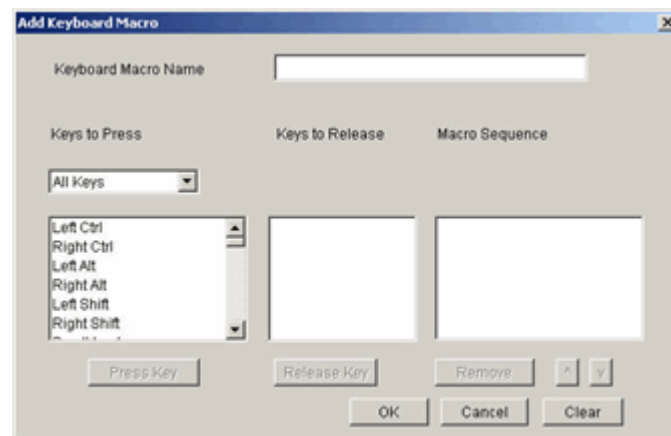 Add Keyboard Macro
Keyboard Macro Name
Keys to Press
Keys to Release
Macro Sequence
All Keys
Left Ctrl
Right Ctrl
Left Alt
Right Alt
Left Shift
Right Shift
Press Key
Release Key
Remove
^
v
OK
Cancel
Clear